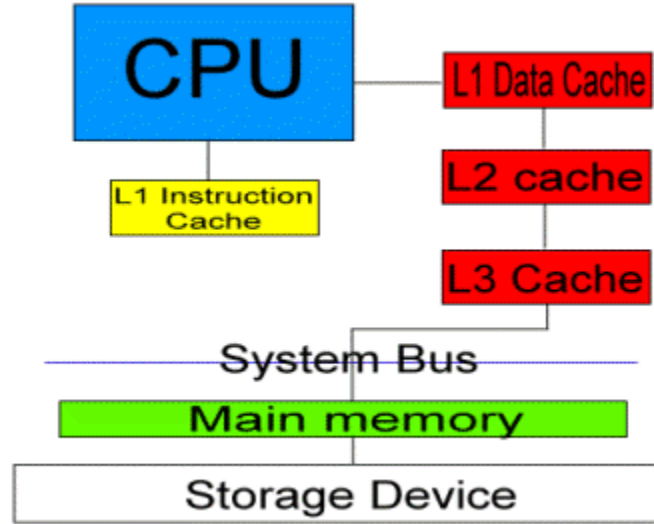 CPU
L1 Data Cache
L2 cache
L1 Instruction
Cache
L3 Cache
System Bus
Main memory
Storage Device